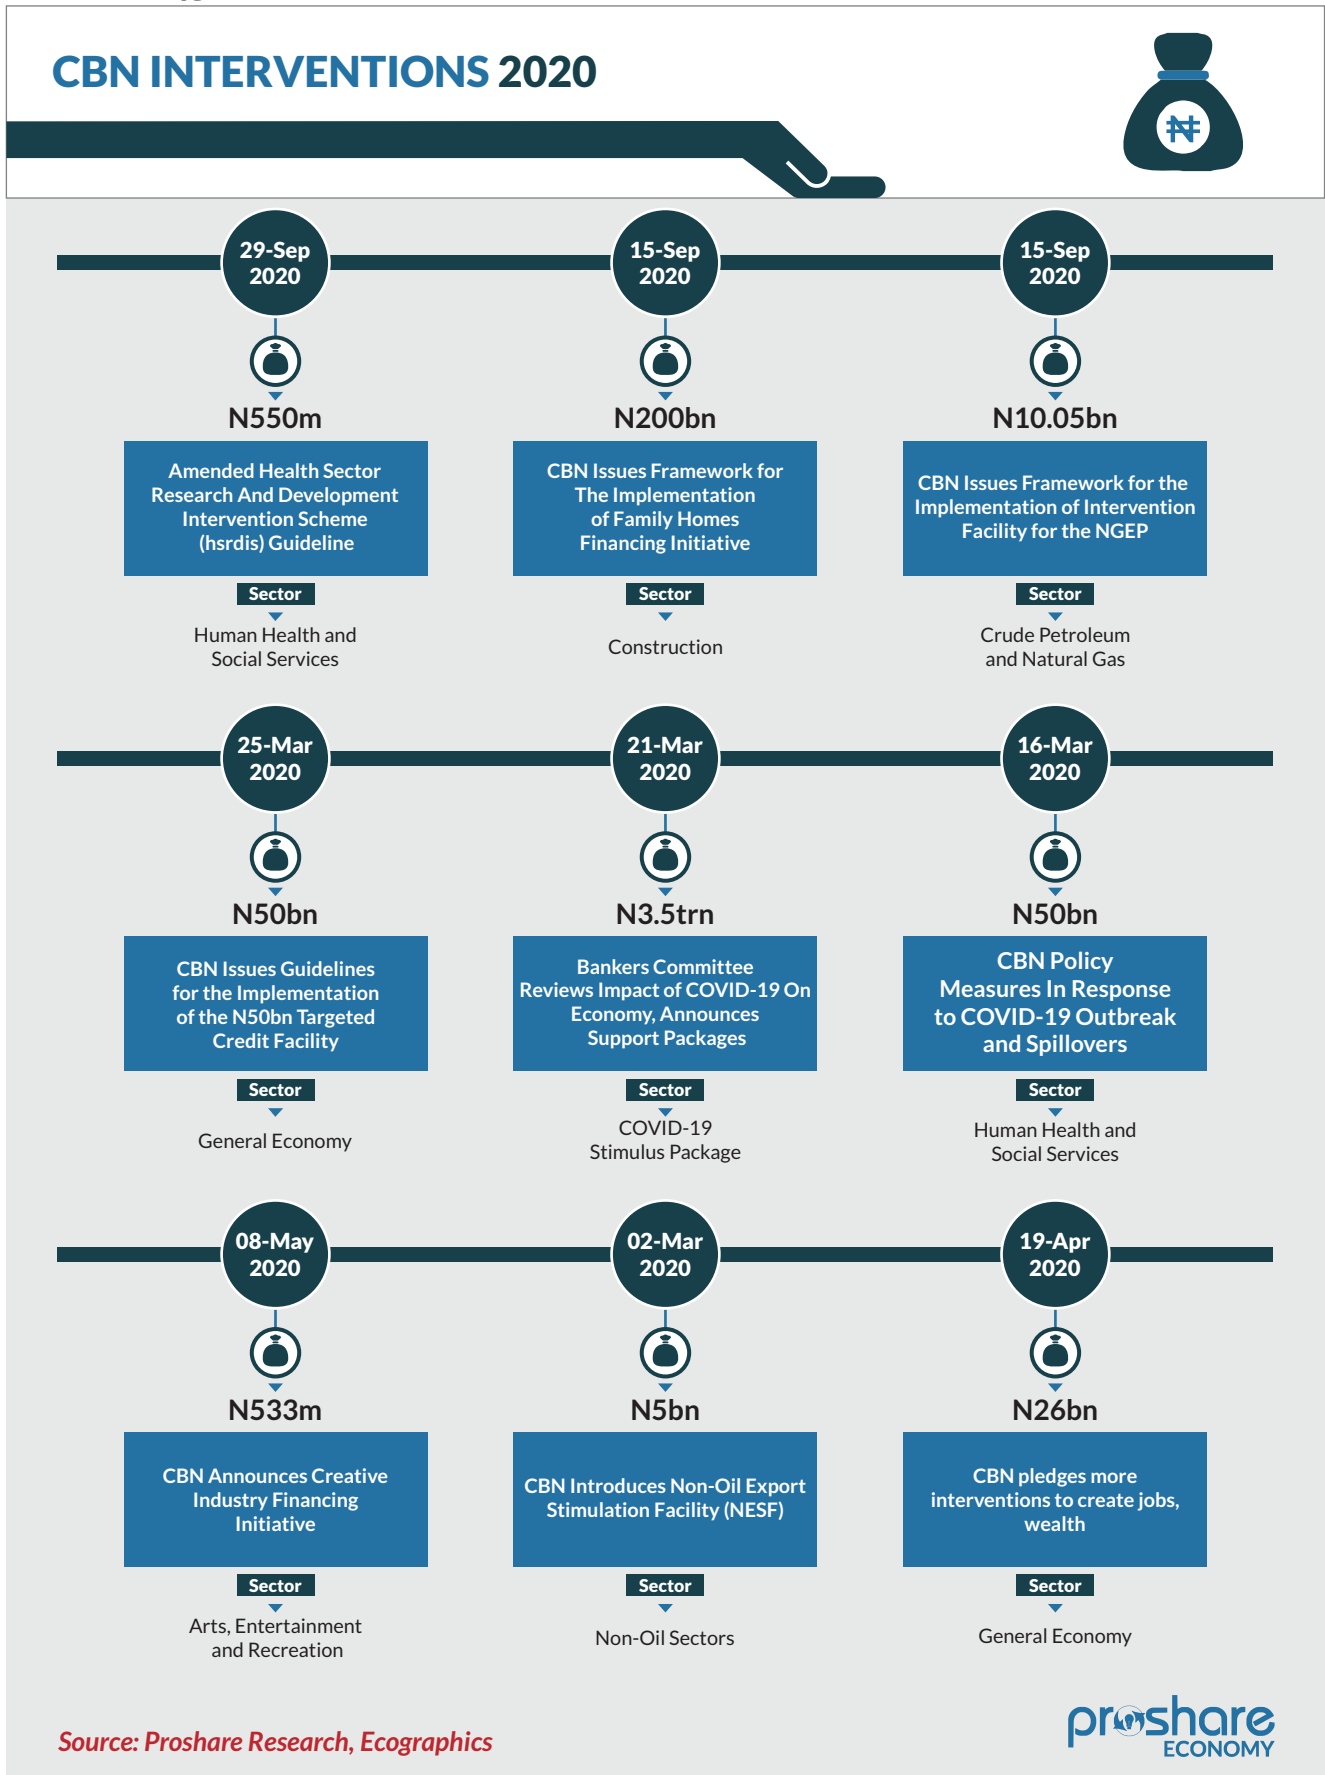 CBN INTERVENTIONS 2020
₦
29-Sep
2020
N550m
Amended Health Sector
Research And Development
Intervention Scheme
(hsrdis) Guideline
Sector
Human Health and
Social Services
15-Sep
2020
N200bn
CBN Issues Framework for
The Implementation
of Family Homes
Financing Initiative
Sector
Construction
15-Sep
2020
N10.05bn
CBN Issues Framework for the
Implementation of Intervention
Facility for the NGEP
Sector
Crude Petroleum
and Natural Gas
25-Mar
2020
N50bn
CBN Issues Guidelines
for the Implementation
of the N50bn Targeted
Credit Facility
Sector
General Economy
21-Mar
2020
N3.5trn
Bankers Committee
Reviews Impact of COVID-19 On
Economy, Announces
Support Packages
Sector
COVID-19
Stimulus Package
16-Mar
2020
N50bn
CBN Policy
Measures In Response
to COVID-19 Outbreak
and Spillovers
Sector
Human Health and
Social Services
08-May
2020
N533m
CBN Announces Creative
Industry Financing
Initiative
Sector
Arts, Entertainment
and Recreation
02-Mar
2020
N5bn
CBN Introduces Non-Oil Export
Stimulation Facility (NESF)
Sector
Non-Oil Sectors
19-Apr
2020
N26bn
CBN pledges more
interventions to create jobs,
wealth
Sector
General Economy
Source: Proshare Research, Ecographics
proshare
ECONOMY